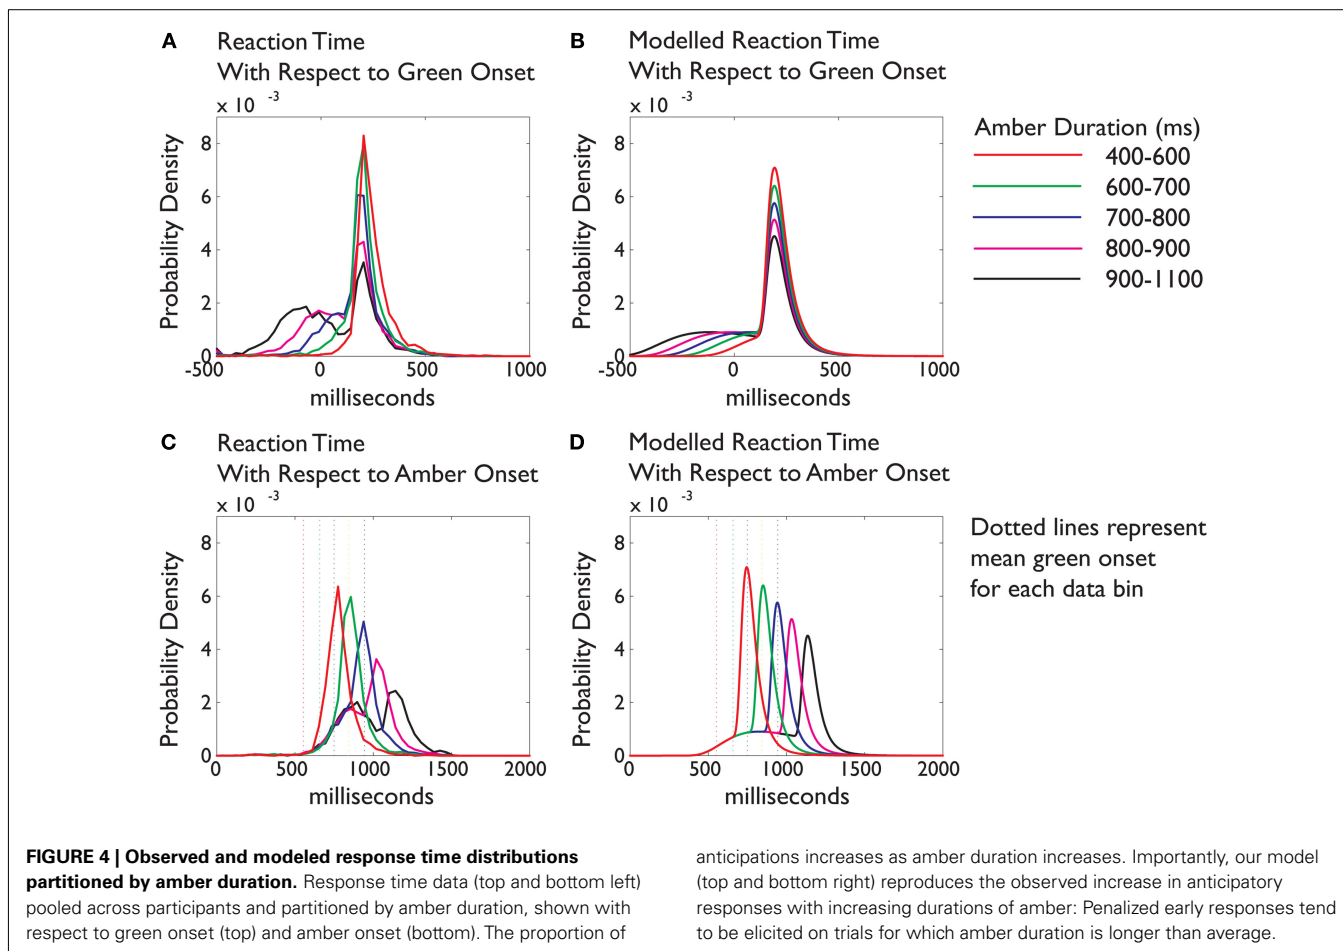 A Reaction Time
With Respect to Green Onset
x 10 -3
8
6
4
2
0
Probability Density
-500 0 500 1000
milliseconds
B Modelled Reaction Time
With Respect to Green Onset
x 10 -3
8
6
4
2
0
Probability Density
-500 0 500 1000
milliseconds
Amber Duration (ms)
400-600
600-700
700-800
800-900
900-1100
C Reaction Time
With Respect to Amber Onset
x 10 -3
8
6
4
2
0
Probability Density
0 500 1000 1500 2000
milliseconds
D Modelled Reaction Time
With Respect to Amber Onset
x 10 -3
8
6
4
2
0
Probability Density
0 500 1000 1500 2000
milliseconds
Dotted lines represent
mean green onset
for each data bin
FIGURE 4 | Observed and modeled response time distributions
partitioned by amber duration. Response time data (top and bottom left)
pooled across participants and partitioned by amber duration, shown with
respect to green onset (top) and amber onset (bottom). The proportion of
anticipations increases as amber duration increases. Importantly, our model
(top and bottom right) reproduces the observed increase in anticipatory
responses with increasing durations of amber: Penalized early responses tend
to be elicited on trials for which amber duration is longer than average.